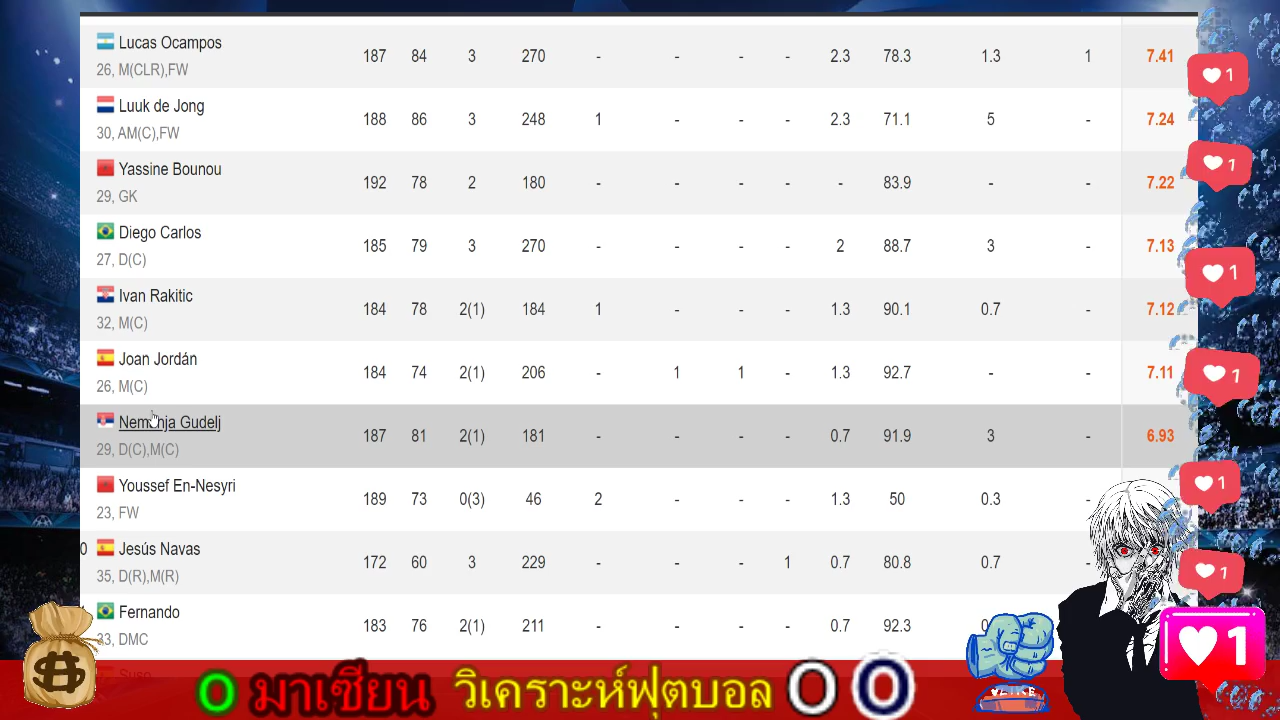 Lucas Ocampos 187 84 3 270 - - - - 2.3 78.3 1.3 1 7.41
26, M(CLR),FW
Luuk de Jong 188 86 3 248 1 - - - 2.3 71.1 5 - 7.24
30, AM(C),FW
Yassine Bounou 192 78 2 180 - - - - - 83.9 - - 7.22
29, GK
Diego Carlos 185 79 3 270 - - - - 2 88.7 3 - 7.13
27, D(C)
Ivan Rakitic 184 78 2(1) 184 1 - - - 1.3 90.1 0.7 - 7.12
32, M(C)
Joan Jordán 184 74 2(1) 206 - 1 1 - 1.3 92.7 - - 7.11
26, M(C)
Nemanja Gudelj 187 81 2(1) 181 - - - - 0.7 91.9 3 - 6.93
29, D(C),M(C)
Youssef En-Nesyri 189 73 0(3) 46 2 - - - 1.3 50 0.3 -
23, FW
0 Jesús Navas 172 60 3 229 - - - 1 0.7 80.8 0.7
35, D(R),M(R)
Fernando 183 76 2(1) 211 - - - - 0.7 92.3
33, DMC
Suso
1
1
1
1
1
1
1
LIKE
0 มาเซียน วิเคราะห์ฟุตบอล 0 0